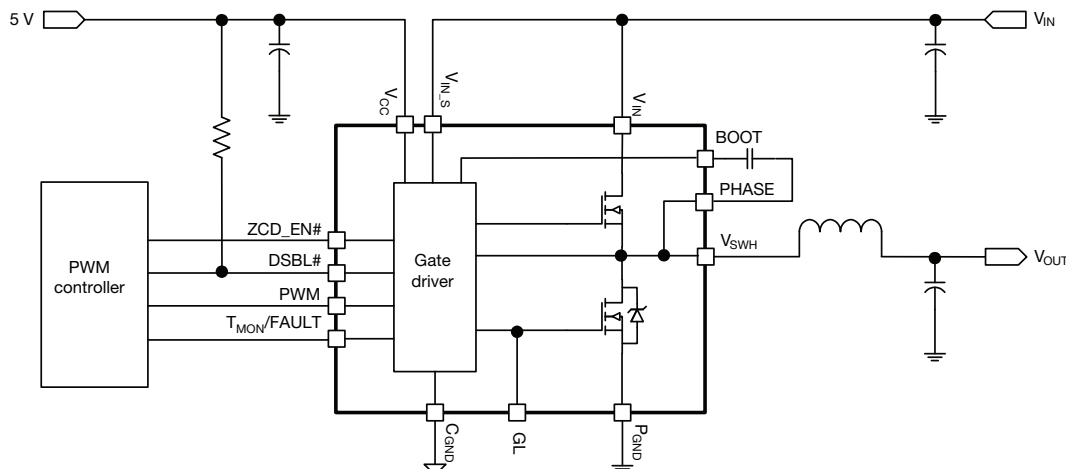 5 V
V_IN
V_CC
V_IN_S
V_IN
BOOT
PHASE
ZCD_EN#
V_SWH
PWM
controller
DSBL#
Gate
driver
V_OUT
PWM
T_MON/FAULT
C_GND
GL
P_GND